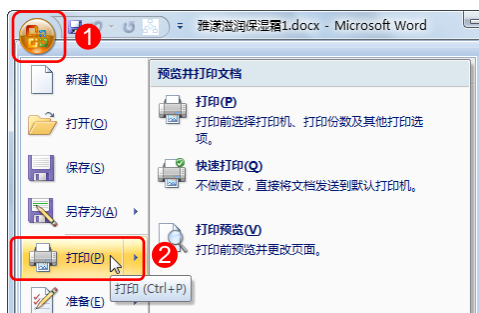 1
雅漾滋润保湿霜1.docx - Microsoft Word
新建(N)
打开(O)
保存(S)
另存为(A)
打印(P)
2
打印 (Ctrl+P)
准备(E)
预览并打印文档
打印(P)
打印前选择打印机、打印份数及其他打印选
项。
快速打印(Q)
不做更改，直接将文档发送到默认打印机。
打印预览(V)
打印前预览并更改页面。